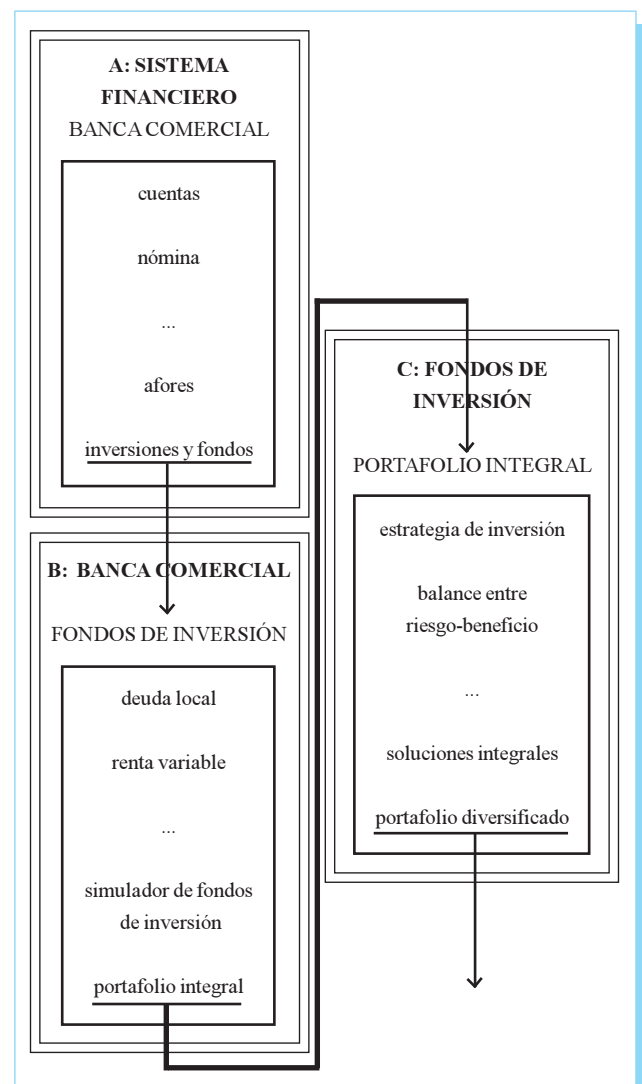 A: SISTEMA
FINANCIERO
BANCA COMERCIAL
cuentas
nómina
...
afores
inversiones y fondos
B: BANCA COMERCIAL
FONDOS DE INVERSIÓN
deuda local
renta variable
...
simulador de fondos
de inversión
portafolio integral
C: FONDOS DE
INVERSIÓN
PORTAFOLIO INTEGRAL
estrategia de inversión
balance entre
riesgo-beneficio
...
soluciones integrales
portafolio diversificado